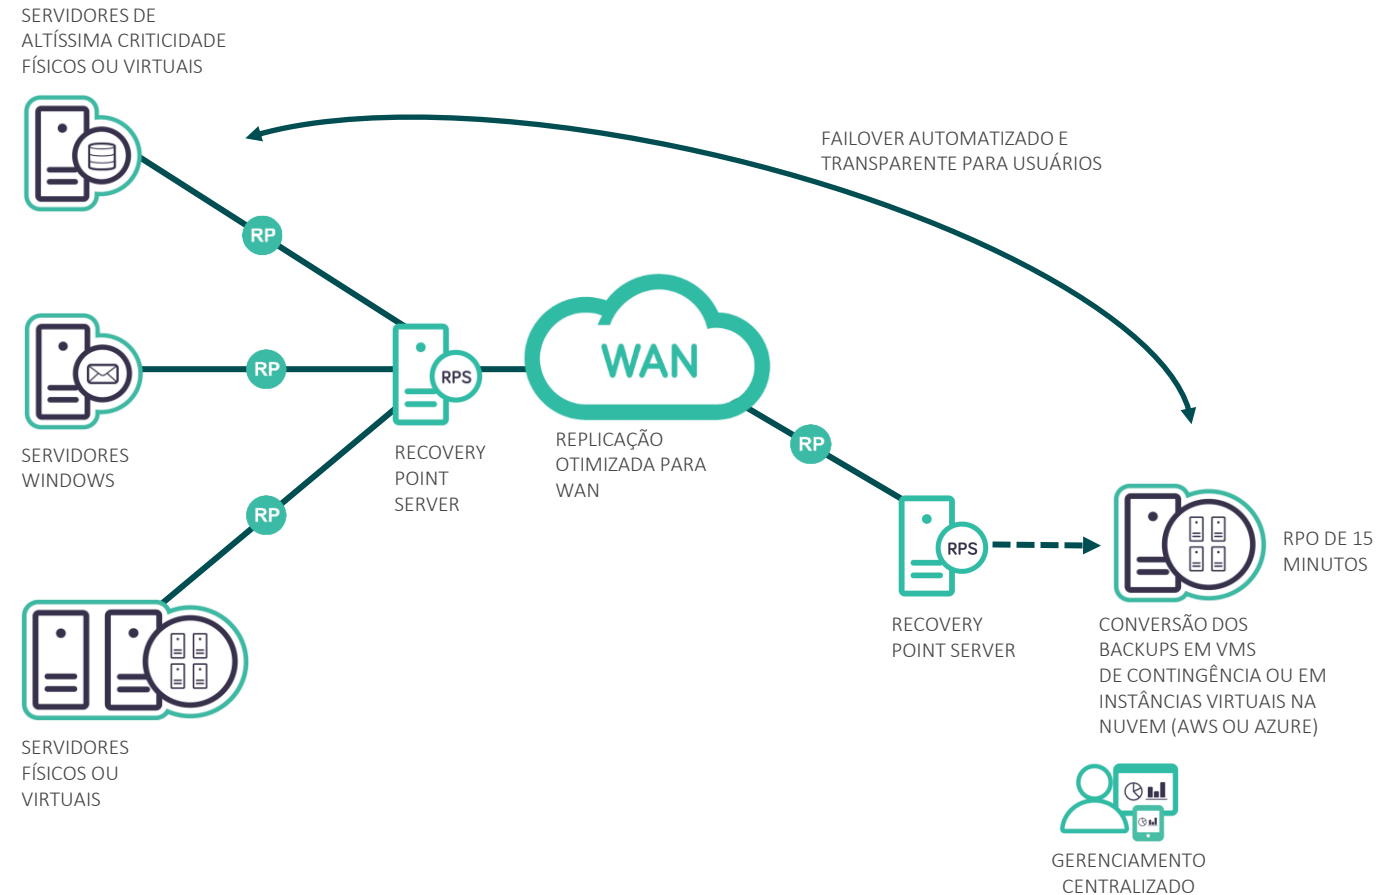 SERVIDORES DE
ALTÍSSIMA CRITICIDADE
FÍSICOS OU VIRTUAIS
FAILOVER AUTOMATIZADO E
TRANSPARENTE PARA USUÁRIOS
RP
WAN
RP
RPS
SERVIDORES
WINDOWS
RECOVERY
POINT
SERVER
REPLICAÇÃO
OTIMIZADA PARA
WAN
RP
RP
RPS
RPO DE 15
MINUTOS
RECOVERY
POINT SERVER
CONVERSÃO DOS
BACKUPS EM VMS
DE CONTINGÊNCIA OU EM
INSTÂNCIAS VIRTUAIS NA
NUVEM (AWS OU AZURE)
SERVIDORES
FÍSICOS OU
VIRTUAIS
GERENCIAMENTO
CENTRALIZADO